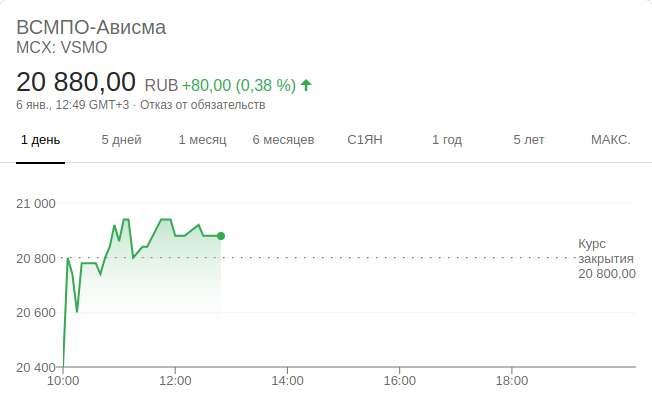 ВСМПО-Ависма
MCX: VSMO
20 880,00 RUB +80,00 (0,38 %)
6 янв., 12:49 GMT+3 · Отказ от обязательств
1 день 5 дней 1 месяц 6 месяцев С1ЯН 1 год 5 лет МАКС.
21 000
Курс
20 800 закрытия
20 800,00
20 600
20 400
10:00 12:00 14:00 16:00 18:00